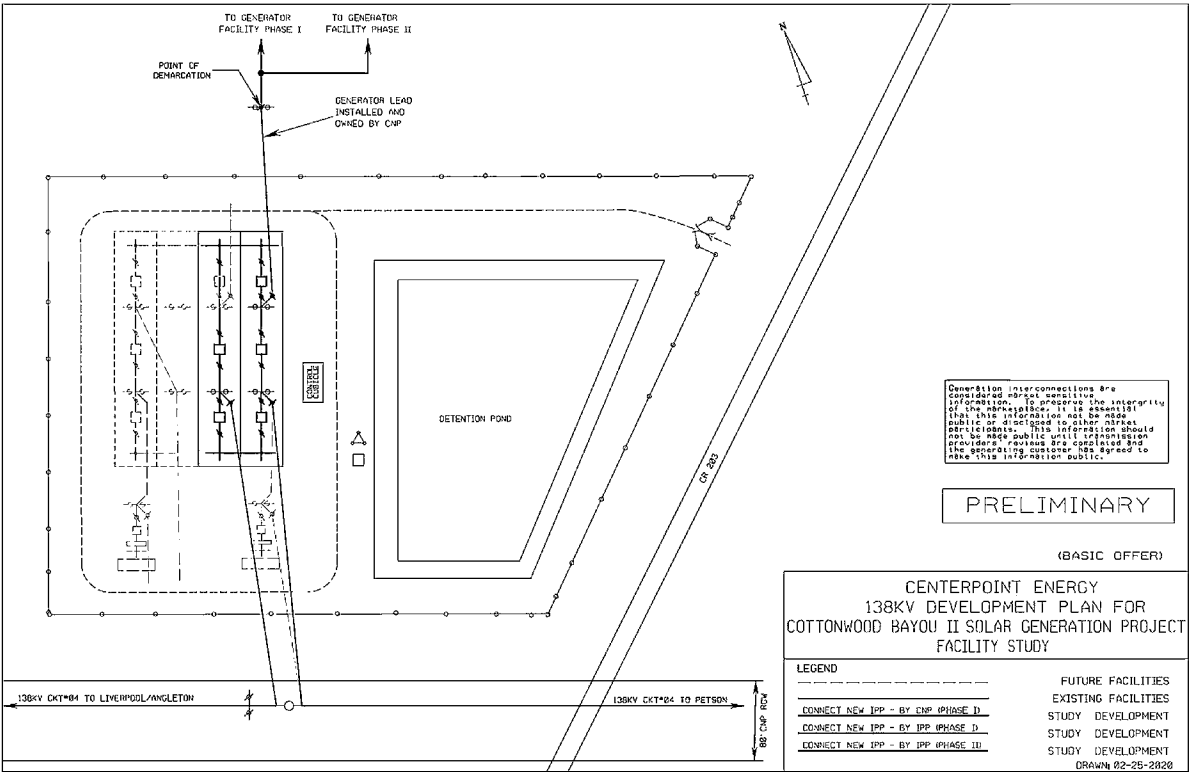 TO GENERATOR
FACILITY PHASE I
TO GENERATOR
FACILITY PHASE II
POINT OF
DEMARCATION
GENERATOR LEAD
INSTALLED AND
OWNED BY CNP
N
CONTROL
CUBICLE
DETENTION POND
CR 203
Generation interconnections are
considered market sensitive
information. To preserve the intergrity
of the marketplace, it is essential
that this information not be made
public or disclosed to other market
participants. This information should
not be made public until transmission
providers' reviews are completed and
the generating customer has agreed to
make this information public.
PRELIMINARY
(BASIC OFFER)
CENTERPOINT ENERGY
138KV DEVELOPMENT PLAN FOR
COTTONWOOD BAYOU II SOLAR GENERATION PROJECT
FACILITY STUDY
LEGEND
FUTURE FACILITIES
EXISTING FACILITIES
CONNECT NEW IPP - BY CNP (PHASE I) STUDY DEVELOPMENT
CONNECT NEW IPP - BY IPP (PHASE I) STUDY DEVELOPMENT
CONNECT NEW IPP - BY IPP (PHASE II) STUDY DEVELOPMENT
DRAWN: 02-25-2020
138KV CKT#04 TO LIVERPOOL/ANGLETON
138KV CKT#04 TO PETSON
80' CNP ROW